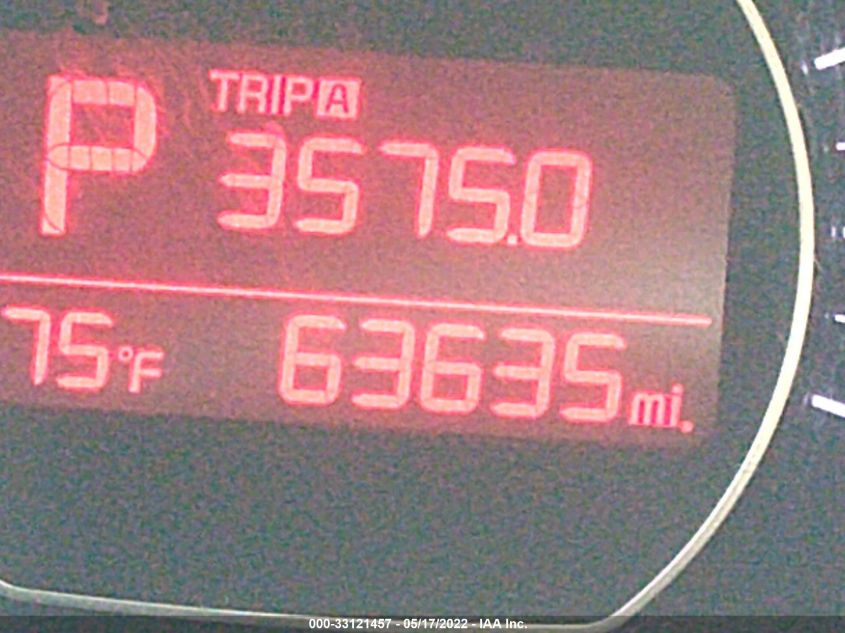 P TRIP A
3575.0
75°F 63635 mi.
000-33121457 - 05/17/2022 - IAA Inc.